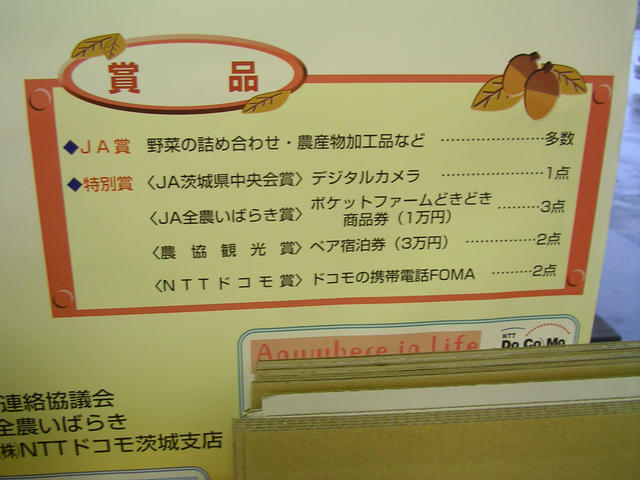 賞品
◆JA賞 野菜の詰め合わせ・農産物加工品など ………………多数
◆特別賞 〈JA茨城県中央会賞〉デジタルカメラ ………………1点
〈JA全農いばらき賞〉ポケットファームどきどき
商品券（1万円） ………3点
〈農協観光賞〉ペア宿泊券（3万円） ……………2点
〈NTTドコモ賞〉ドコモの携帯電話FOMA ………2点
Anywhere in Life
NTT
DoCoMo
連絡協議会
全農いばらき
㈱NTTドコモ茨城支店